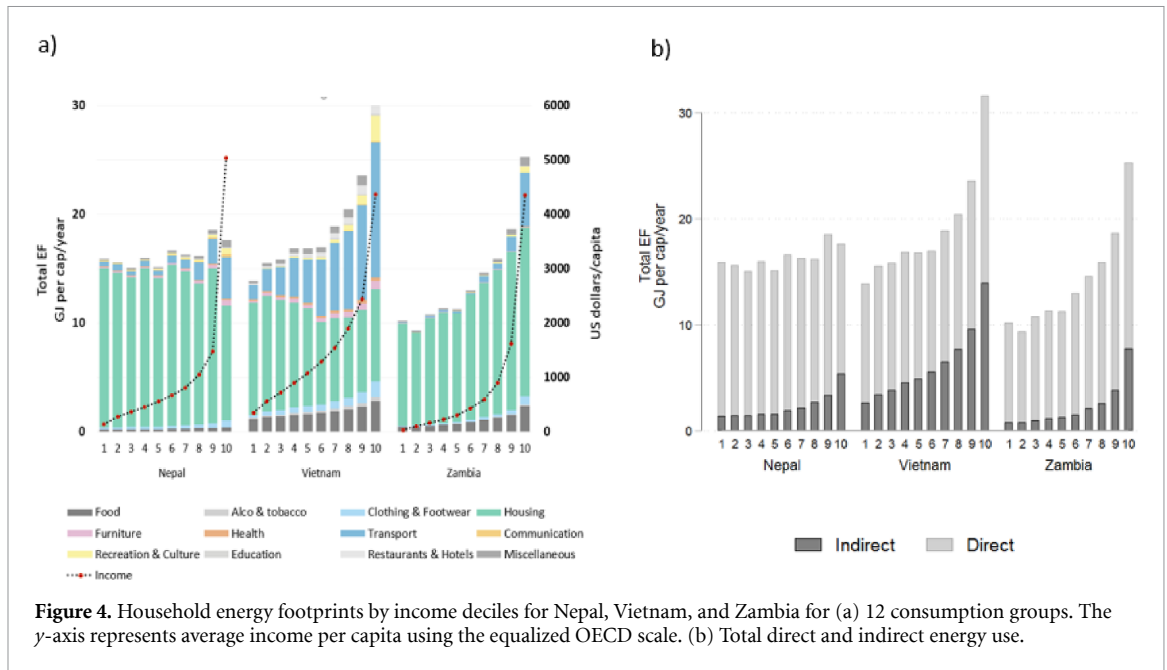 a)
b)
30
20
10
0
Total EF
GJ per cap/year
6000
5000
4000
3000
2000
1000
0
US dollars/capita
1 2 3 4 5 6 7 8 9 10
1 2 3 4 5 6 7 8 9 10
1 2 3 4 5 6 7 8 9 10
Nepal Vietnam Zambia
Food Alco & tobacco Clothing & Footwear Housing
Furniture Health Transport Communication
Recreation & Culture Education Restaurants & Hotels Miscellaneous
Income
30
20
10
0
Total EF
GJ per cap/year
1 2 3 4 5 6 7 8 9 10
1 2 3 4 5 6 7 8 9 10
1 2 3 4 5 6 7 8 9 10
Nepal Vietnam Zambia
Indirect Direct
Figure 4. Household energy footprints by income deciles for Nepal, Vietnam, and Zambia for (a) 12 consumption groups. The
y-axis represents average income per capita using the equalized OECD scale. (b) Total direct and indirect energy use.